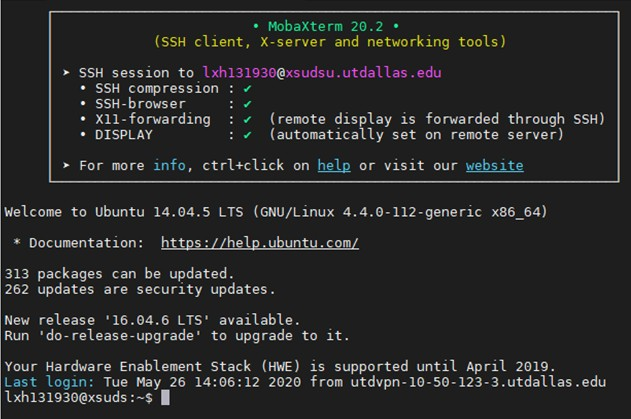 • MobaXterm 20.2 •
(SSH client, X-server and networking tools)
➤ SSH session to lxh131930@xsudsu.utdallas.edu
• SSH compression : ✔
• SSH-browser : ✔
• X11-forwarding : ✔ (remote display is forwarded through SSH)
• DISPLAY : ✔ (automatically set on remote server)
➤ For more info, ctrl+click on help or visit our website
Welcome to Ubuntu 14.04.5 LTS (GNU/Linux 4.4.0-112-generic x86_64)
* Documentation: https://help.ubuntu.com/
313 packages can be updated.
262 updates are security updates.
New release '16.04.6 LTS' available.
Run 'do-release-upgrade' to upgrade to it.
Your Hardware Enablement Stack (HWE) is supported until April 2019.
Last login: Tue May 26 14:06:12 2020 from utdvpn-10-50-123-3.utdallas.edu
lxh131930@xsuds:~$